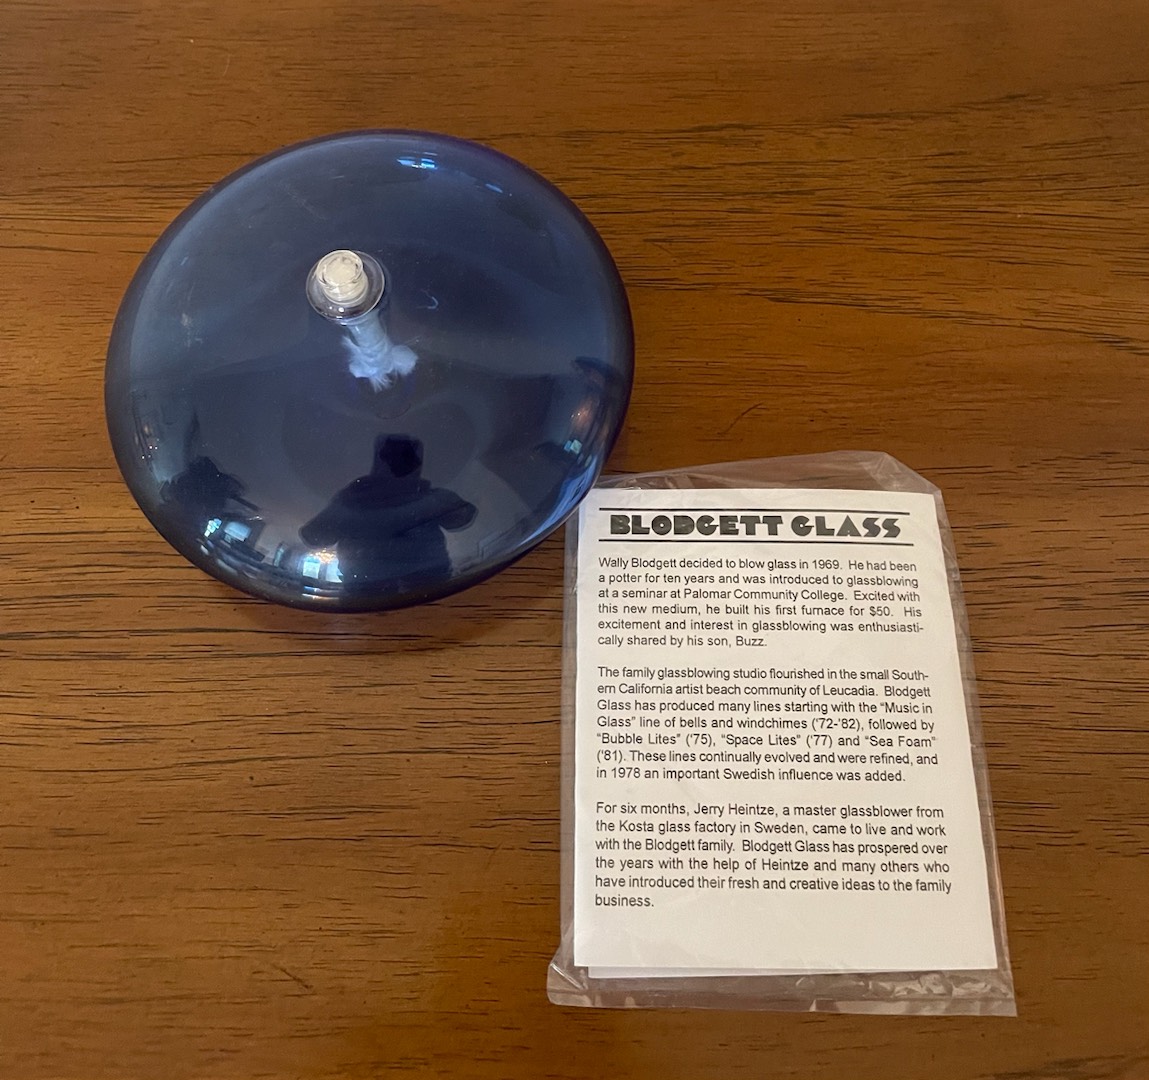 BLODGETT GLASS
Wally Blodgett decided to blow glass in 1969. He had been
a potter for ten years and was introduced to glassblowing
at a seminar at Palomar Community College. Excited with
this new medium, he built his first furnace for $50. His
excitement and interest in glassblowing was enthusiasti-
cally shared by his son, Buzz.
The family glassblowing studio flourished in the small South-
ern California artist beach community of Leucadia. Blodgett
Glass has produced many lines starting with the "Music in
Glass" line of bells and windchimes ('72-'82), followed by
"Bubble Lites" ('75), "Space Lites" ('77) and "Sea Foam"
('81). These lines continually evolved and were refined, and
in 1978 an important Swedish influence was added.
For six months, Jerry Heintze, a master glassblower from
the Kosta glass factory in Sweden, came to live and work
with the Blodgett family. Blodgett Glass has prospered over
the years with the help of Heintze and many others who
have introduced their fresh and creative ideas to the family
business.